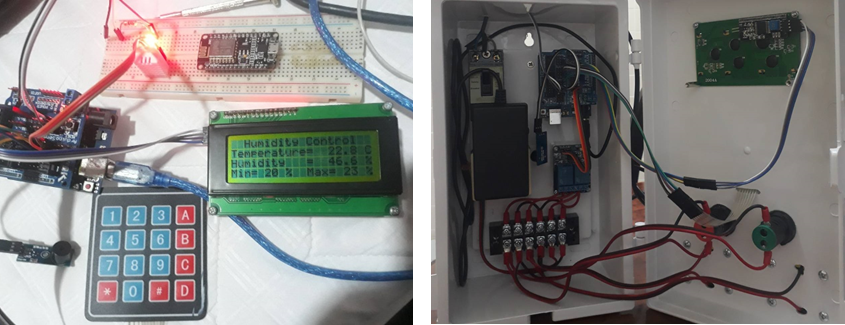 Humidity Control
Temperature= 22.8 C
Humidity = 46.6 %
Min= 20 % Max= 23 %
1 2 3 A
4 5 6 B
7 8 9 C
* 0 # D